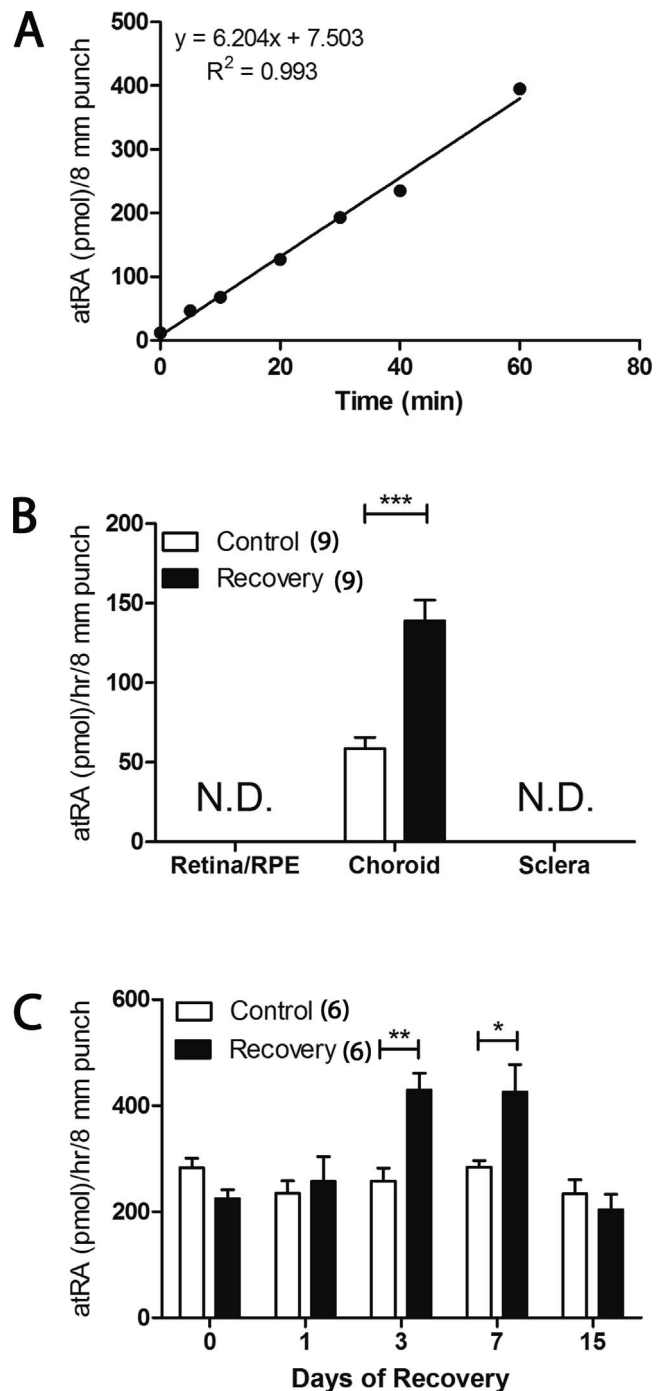 A
y = 6.204x + 7.503
R² = 0.993
atRA (pmol)/8 mm punch
500
400
300
200
100
0
0 20 40 60 80
Time (min)
B
atRA (pmol)/hr/8 mm punch
200
150
100
50
0
Control (9)
Recovery (9)
***
N.D.
N.D.
Retina/RPE Choroid Sclera
C
atRA (pmol)/hr/8 mm punch
600
400
200
0
Control (6)
Recovery (6)
**
*
0 1 3 7 15
Days of Recovery